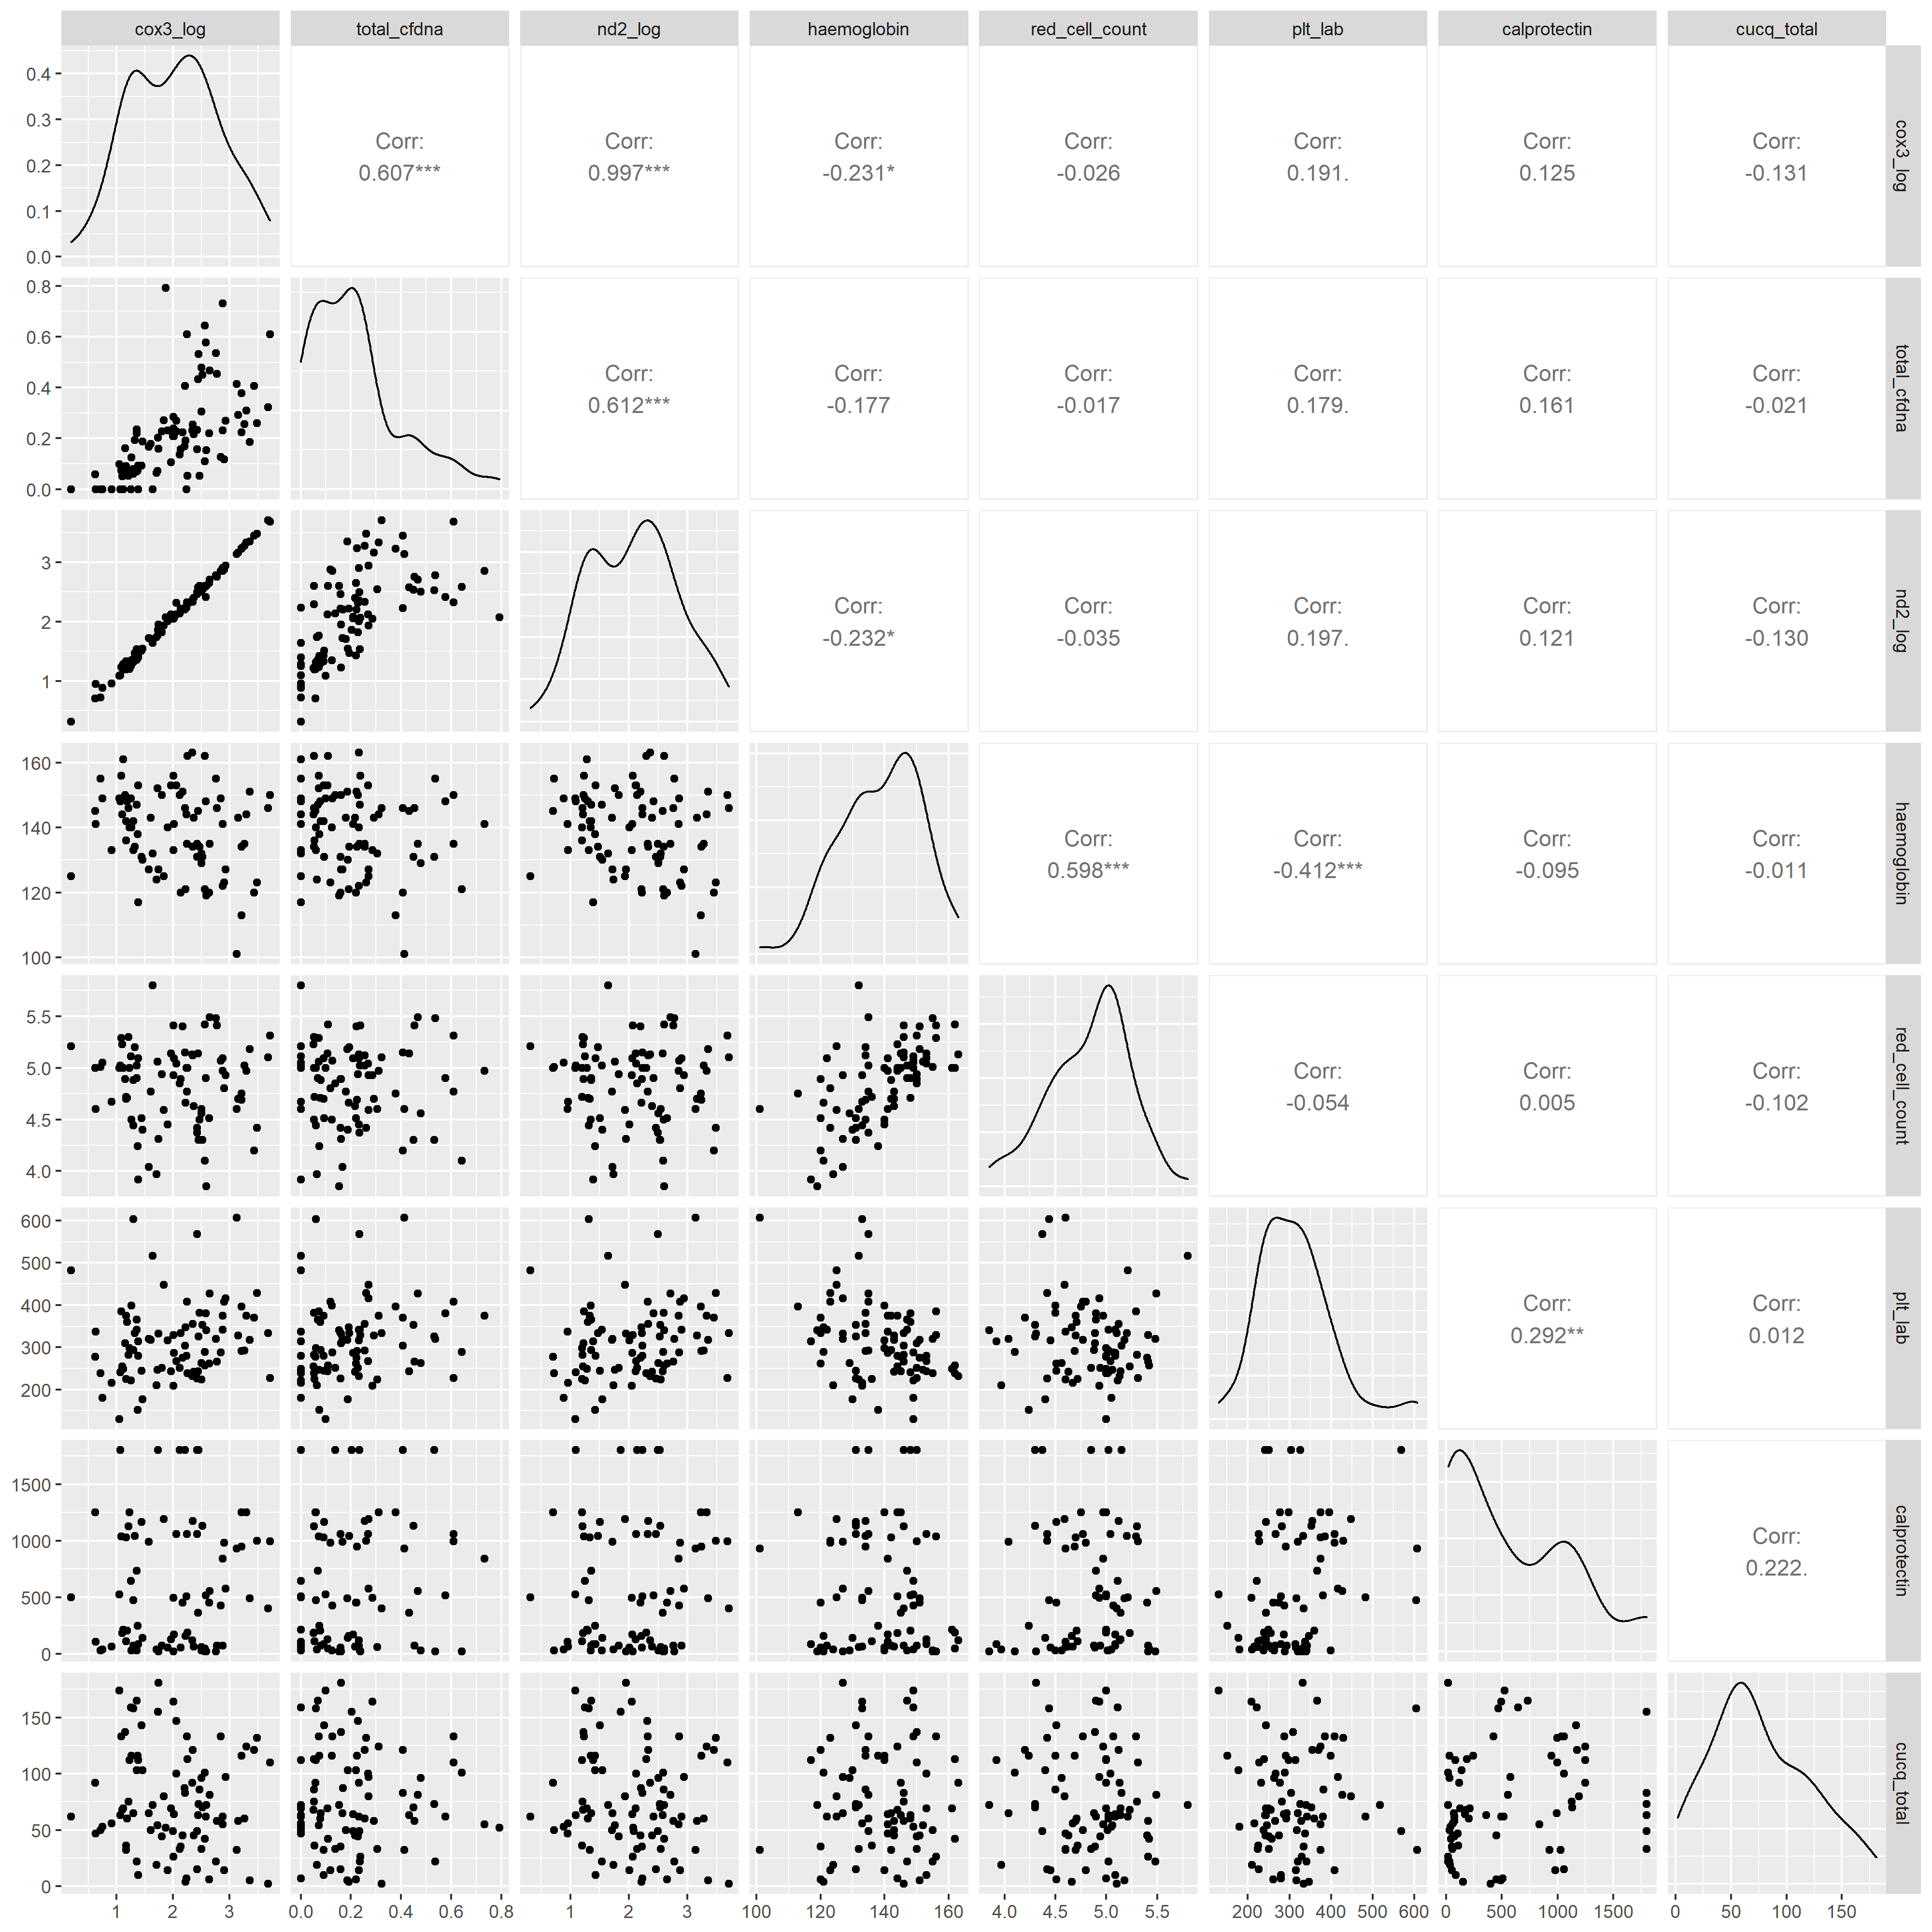 cox3_log total_cfdna nd2_log haemoglobin red_cell_count plt_lab calprotectin cucq_total
0.4
0.3
0.2
0.1
0.0
Corr: Corr: Corr: Corr: Corr: Corr: Corr:
0.607*** 0.997*** -0.231* -0.026 0.191. 0.125 -0.131
cox3_log
0.8
0.6
0.4
0.2
0.0
Corr: Corr: Corr: Corr: Corr: Corr:
0.612*** -0.177 -0.017 0.179. 0.161 -0.021
total_cfdna
3
2
1
Corr: Corr: Corr: Corr: Corr:
-0.232* -0.035 0.197. 0.121 -0.130
nd2_log
160
140
120
100
Corr: Corr: Corr: Corr:
0.598*** -0.412*** -0.095 -0.011
haemoglobin
5.5
5.0
4.5
4.0
Corr: Corr: Corr:
-0.054 0.005 -0.102
red_cell_count
600
500
400
300
200
Corr: Corr:
0.292** 0.012
plt_lab
1500
1000
500
0
Corr:
0.222.
calprotectin
150
100
50
0
cucq_total
1 2 3 0.0 0.2 0.4 0.6 0.8 1 2 3 100 120 140 160 4.0 4.5 5.0 5.5 200 300 400 500 600 0 500 1000 1500 0 50 100 150